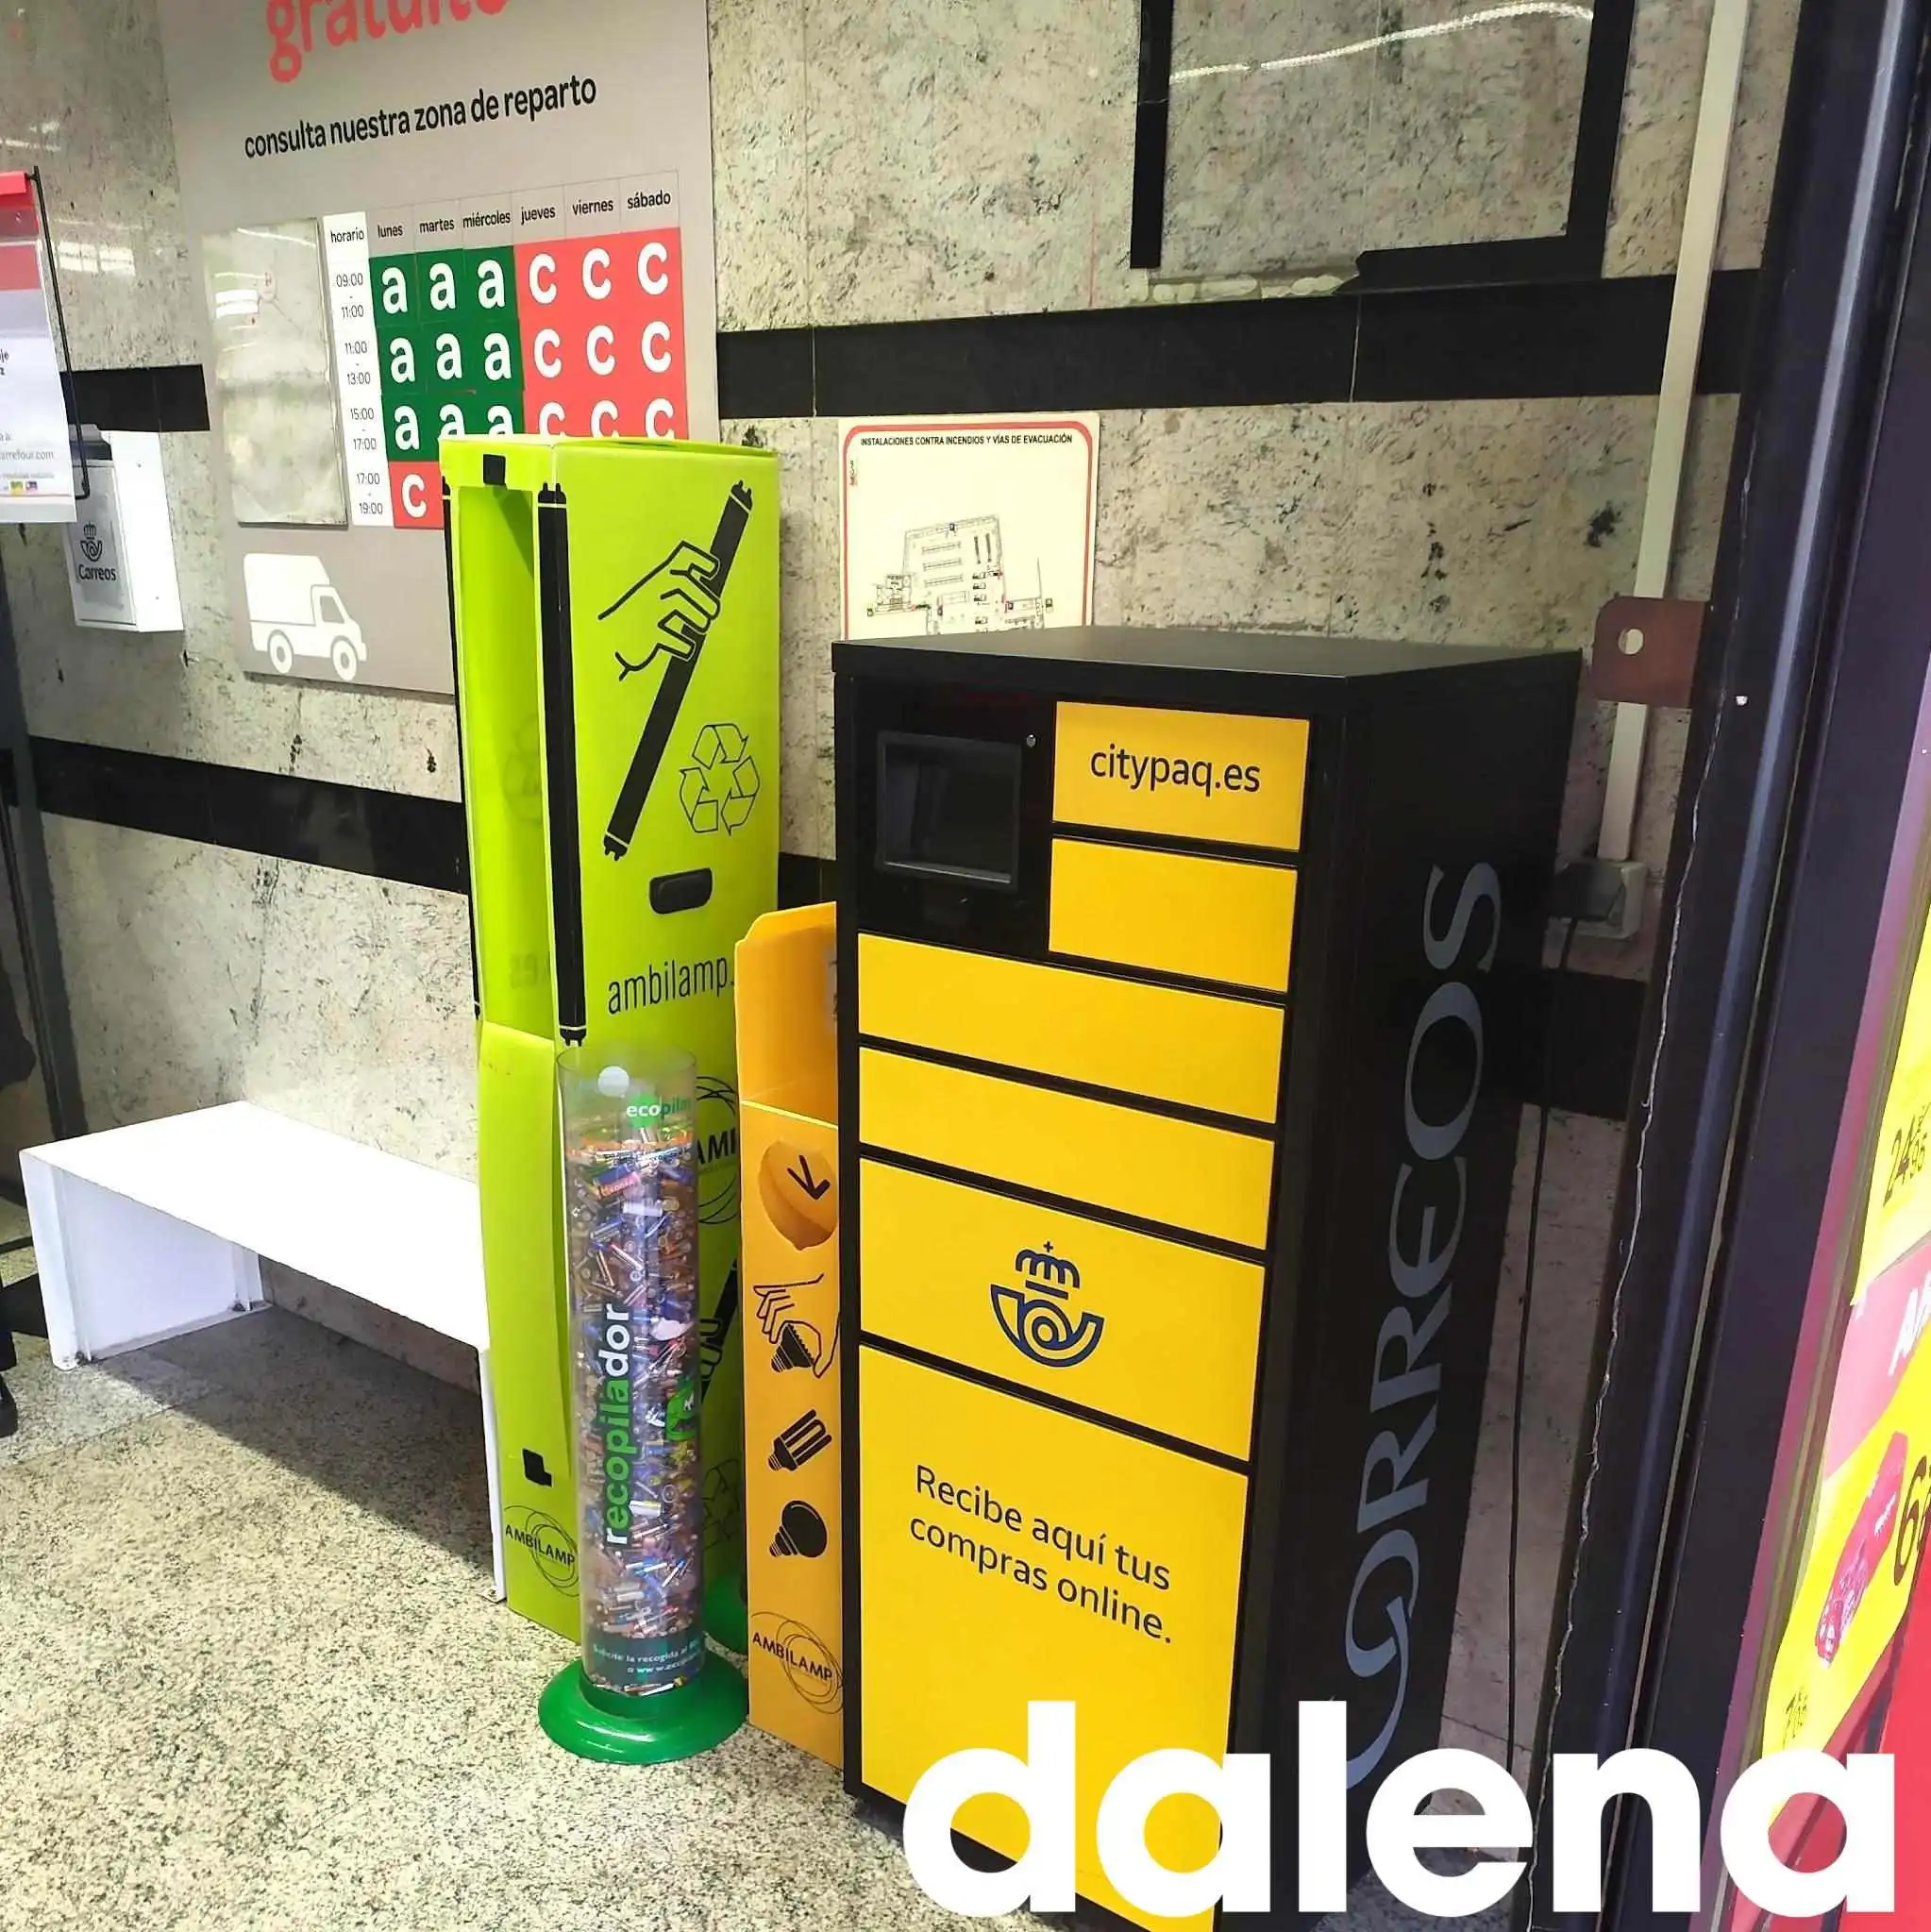 gratuito
consulta nuestra zona de reparto
horario lunes martes miércoles jueves viernes sábado
09:00 - 11:00 a a a c c c
11:00 - 13:00 a a a c c c
15:00 - 17:00 a a a c c c
17:00 - 19:00 c
Correos
INSTALACIONES CONTRA INCENDIOS Y VÍAS DE EVACUACIÓN
citypaq.es
ambilamp.
ecopilas
recopilador
AMBILAMP
AMBILAMP
CORREOS
Recibe aquí tus
compras online.
dalena